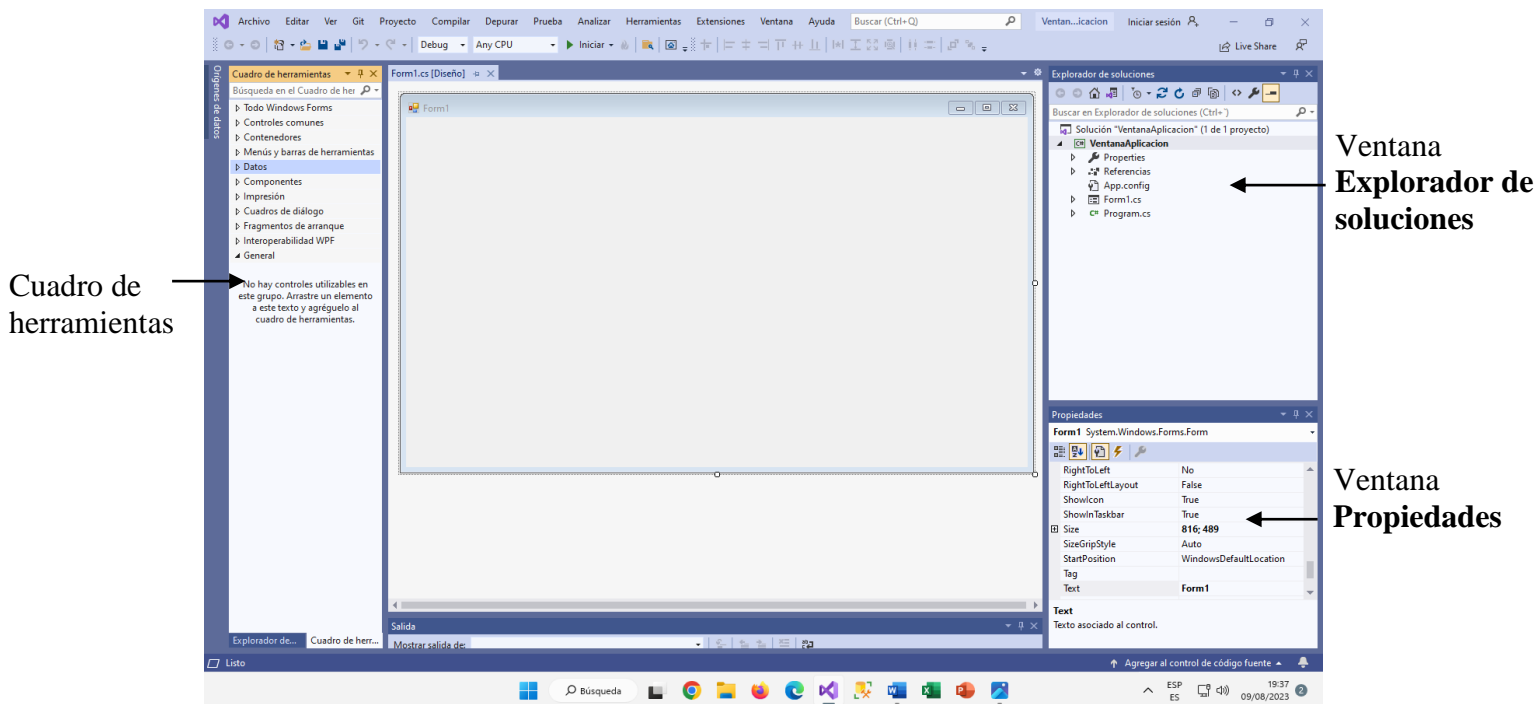 Archivo Editar Ver Git Proyecto Compilar Depurar Prueba Analizar Herramientas Extensiones Ventana Ayuda Buscar (Ctrl+Q) Ventan...icacion Iniciar sesión
Debug Any CPU Iniciar Live Share
Orígenes de datos
Cuadro de herramientas
Búsqueda en el Cuadro de her
Todo Windows Forms
Controles comunes
Contenedores
Menús y barras de herramientas
Datos
Componentes
Impresión
Cuadros de diálogo
Fragmentos de arranque
Interoperabilidad WPF
General
No hay controles utilizables en
este grupo. Arrastre un elemento
a este texto y agréguelo al
cuadro de herramientas.
Explorador de... Cuadro de herr...
Form1.cs [Diseño]
Form1
Salida
Mostrar salida de:
Explorador de soluciones
Buscar en Explorador de soluciones (Ctrl+¨)
Solución "VentanaAplicacion" (1 de 1 proyecto)
VentanaAplicacion
Properties
Referencias
App.config
Form1.cs
C# Program.cs
Propiedades
Form1 System.Windows.Forms.Form
RightToLeft No
RightToLeftLayout False
ShowIcon True
ShowInTaskbar True
Size 816; 489
SizeGripStyle Auto
StartPosition WindowsDefaultLocation
Tag
Text Form1
Text
Texto asociado al control.
Listo Agregar al control de código fuente
Búsqueda ESP 19:37
ES 09/08/2023 2
Cuadro de
herramientas
Ventana
Explorador de
soluciones
Ventana
Propiedades